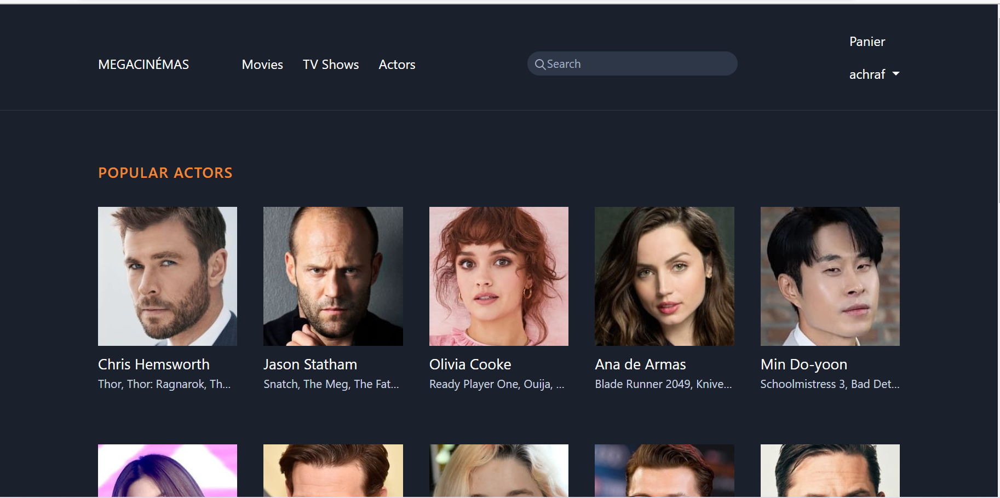 MEGACINÉMAS
Movies
TV Shows
Actors
Search
Panier
achraf
POPULAR ACTORS
Chris Hemsworth
Thor, Thor: Ragnarok, Th...
Jason Statham
Snatch, The Meg, The Fat...
Olivia Cooke
Ready Player One, Ouija, ...
Ana de Armas
Blade Runner 2049, Knive...
Min Do-yoon
Schoolmistress 3, Bad Det...